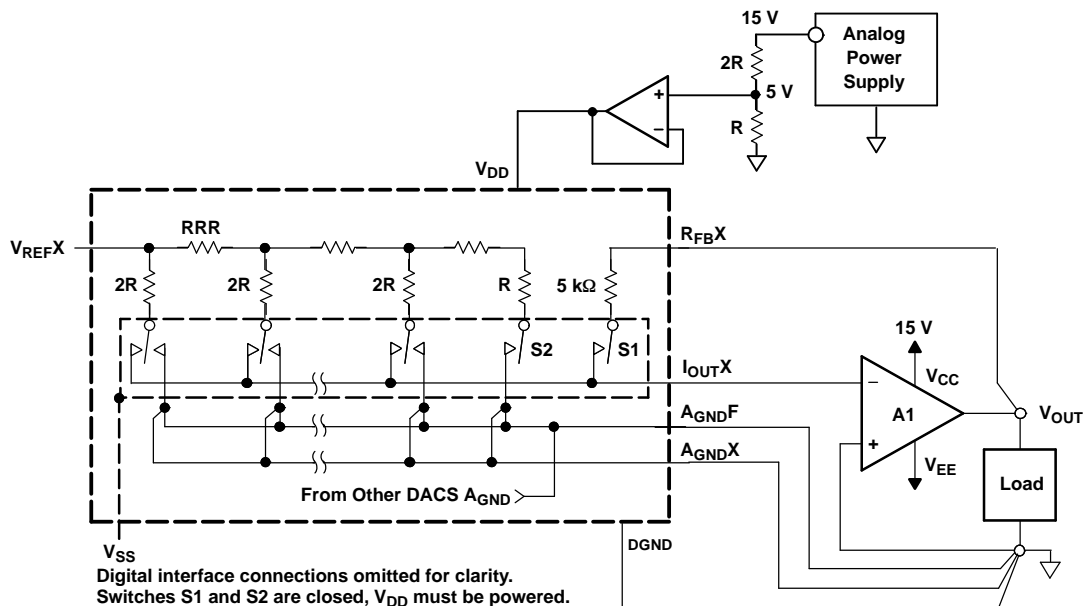 15 V
Analog
Power
Supply
2R
5 V
R
+
−
VDD
RRR
VREFX
RFBX
2R
2R
2R
R
5 kΩ
15 V
S2
S1
IOUTX
−
VCC
A1
VOUT
AGNDF
+
VEE
AGNDX
Load
From Other DACS AGND
VSS
DGND
Digital interface connections omitted for clarity.
Switches S1 and S2 are closed, VDD must be powered.